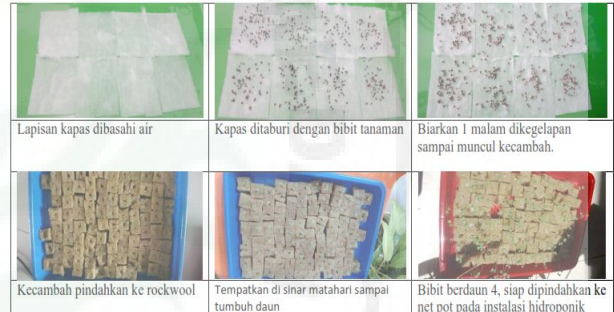 Lapisan kapas dibasahi air
Kapas ditaburi dengan bibit tanaman
Biarkan 1 malam dikegelapan
sampai muncul kecambah.
Kecambah pindahkan ke rockwool
Tempatkan di sinar matahari sampai
tumbuh daun
Bibit berdaun 4, siap dipindahkan ke
net pot pada instalasi hidroponik